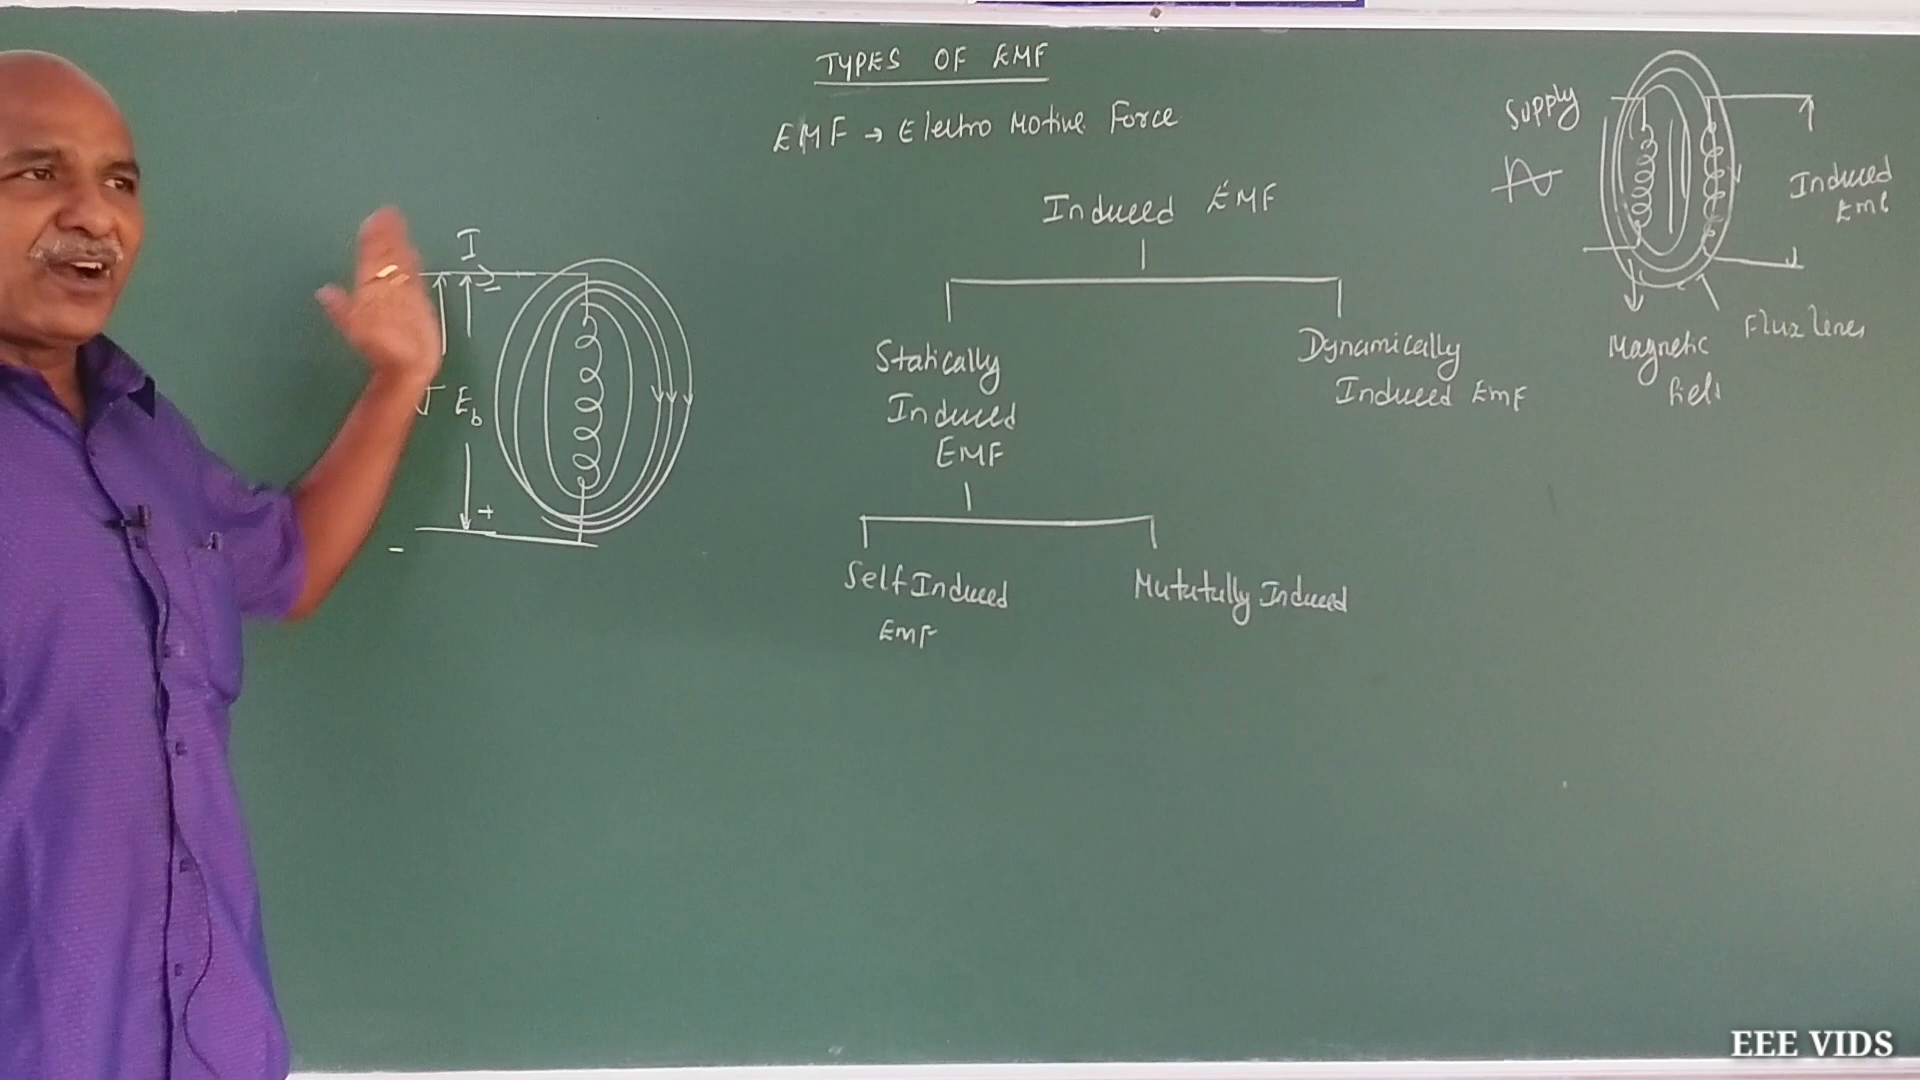 TYPES OF EMF
EMF → Electro Motive Force
Induced EMF
Statically
Induced
EMF
Dynamically
Induced EMF
Self Induced
EMF
Mututully Induced
I
-
Eb
+
-
Supply
Induced
Emf
Magnetic
field
Flux lines
EEE VIDS